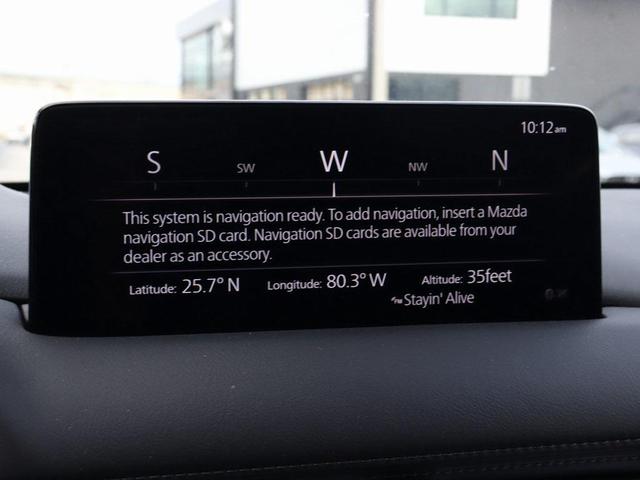 10:12am
S SW W NW N
This system is navigation ready. To add navigation, insert a Mazda
navigation SD card. Navigation SD cards are available from your
dealer as an accessory.
Latitude: 25.7° N Longitude: 80.3° W Altitude: 35feet
FM Stayin' Alive